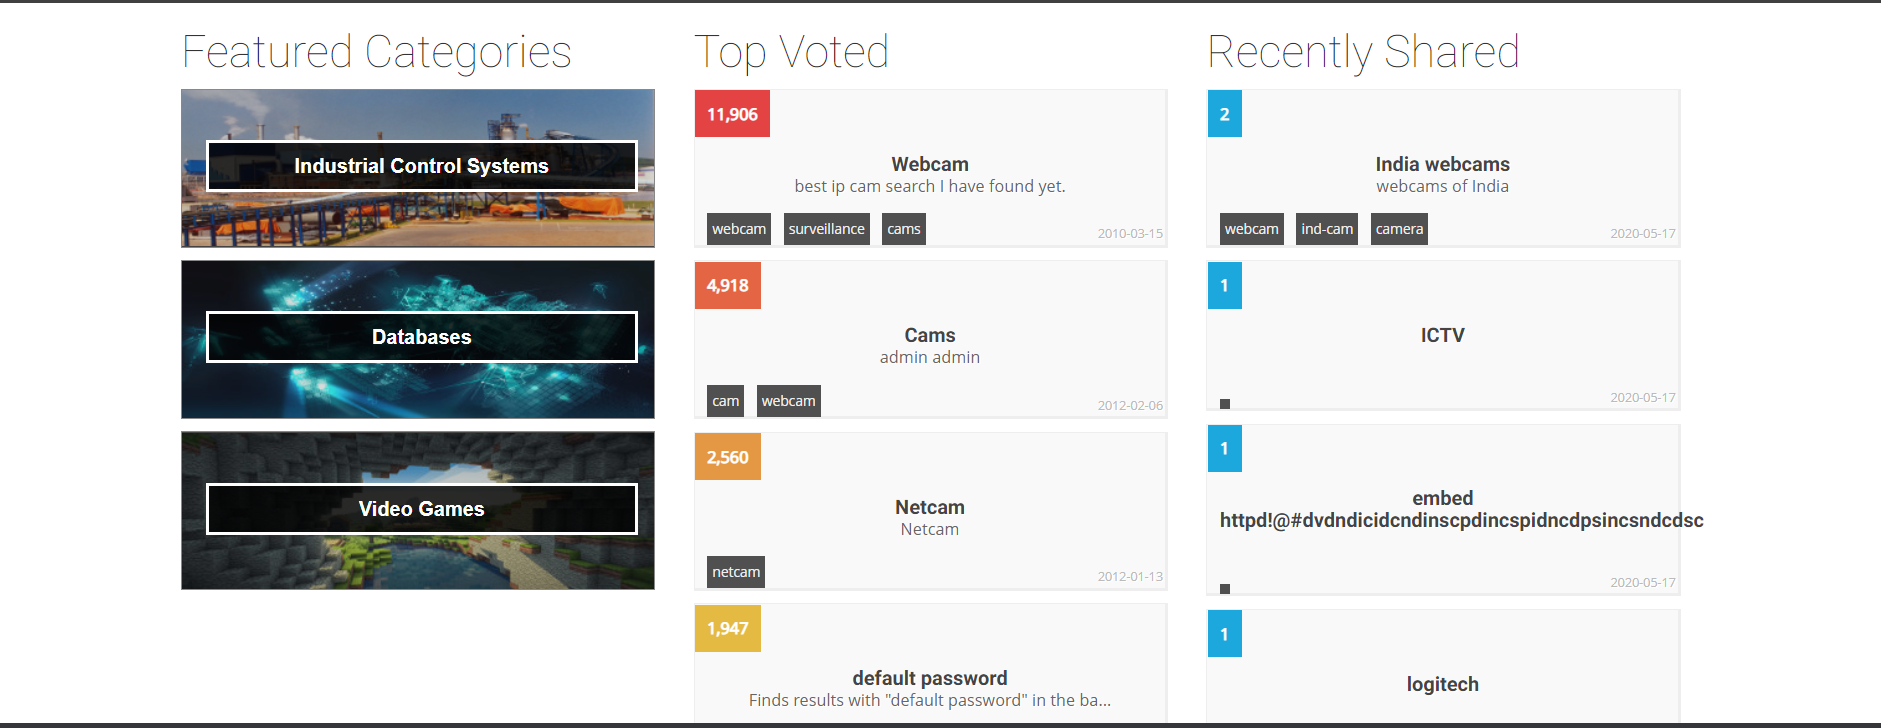 Featured Categories
Industrial Control Systems
Databases
Video Games
Top Voted
11,906
Webcam
best ip cam search I have found yet.
webcam surveillance cams
2010-03-15
4,918
Cams
admin admin
cam webcam
2012-02-06
2,560
Netcam
Netcam
netcam
2012-01-13
1,947
default password
Finds results with "default password" in the ba...
Recently Shared
2
India webcams
webcams of India
webcam ind-cam camera
2020-05-17
1
ICTV
2020-05-17
1
embed
httpd!@#dvdndicidcndinscpdincspidncdpsincsndcdsc
2020-05-17
1
logitech